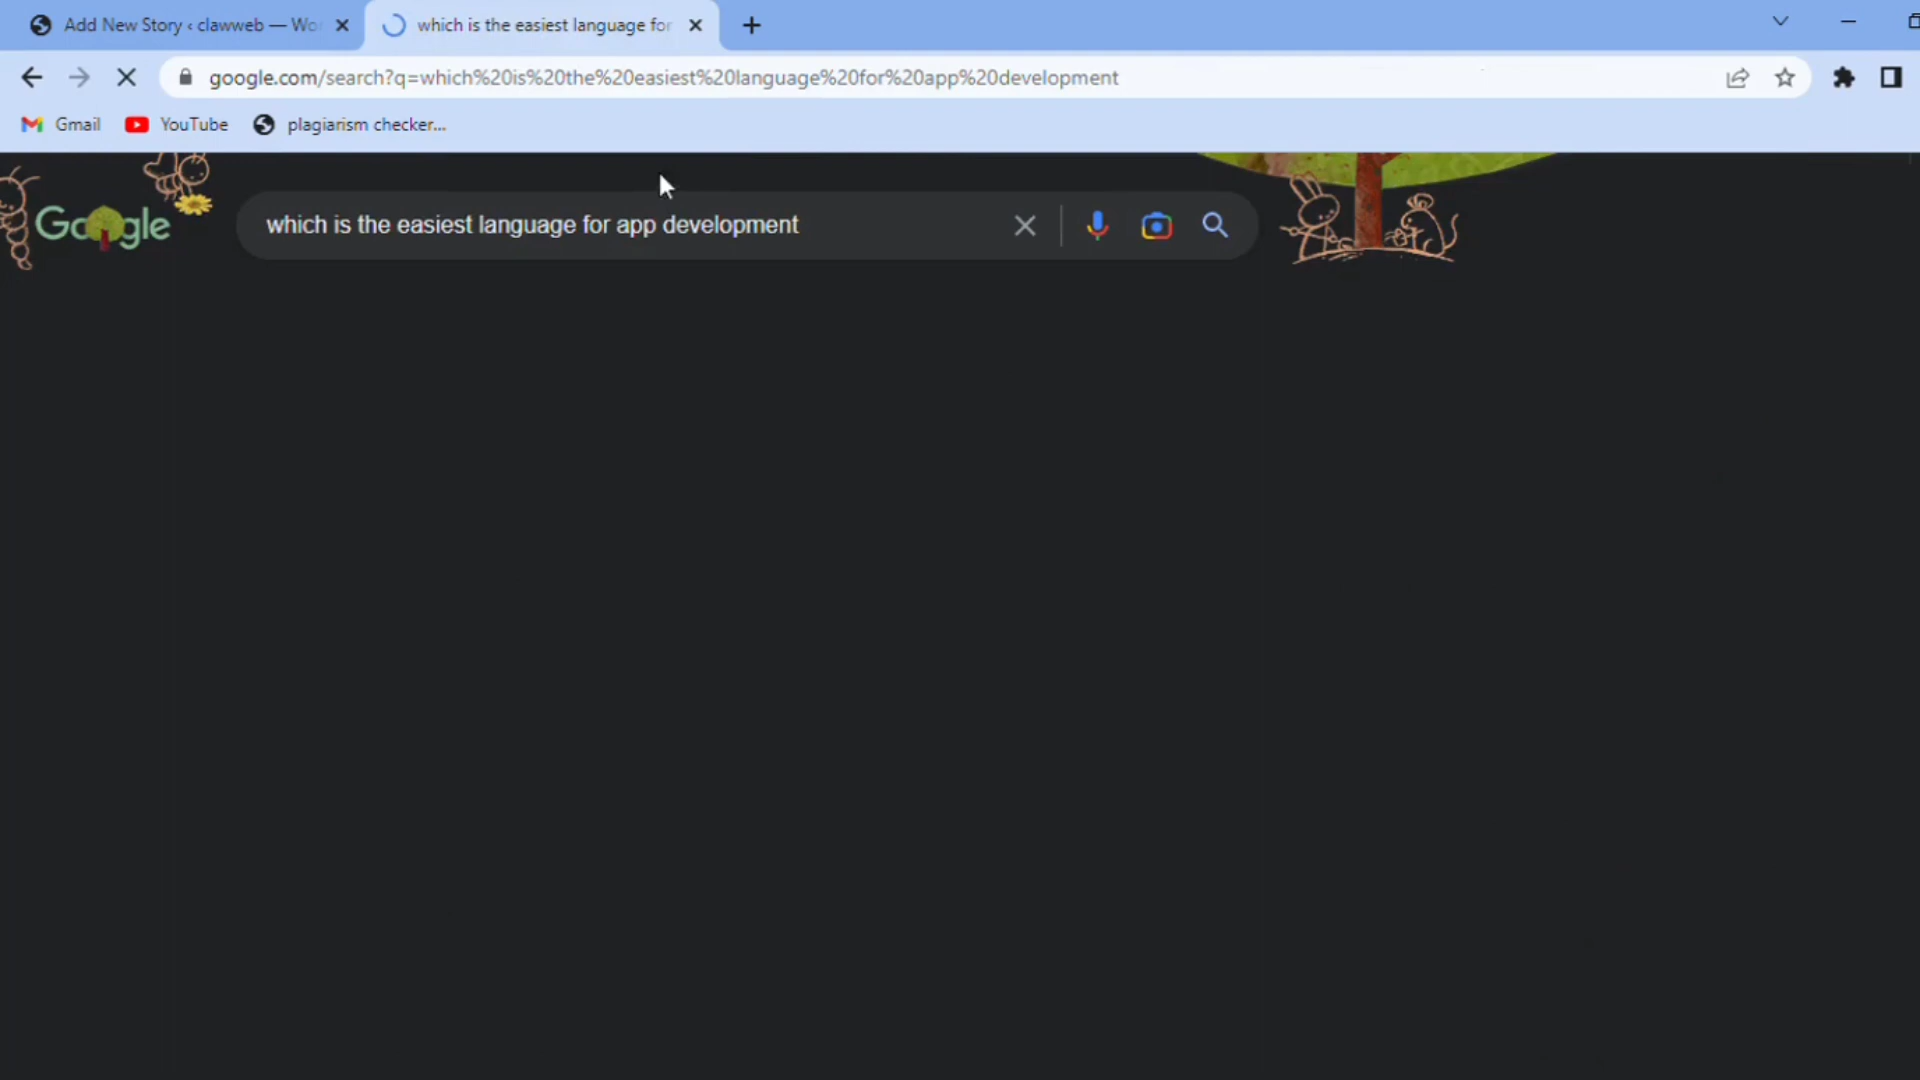 Add New Story ‹ clawweb — Wo
which is the easiest language for
google.com/search?q=which%20is%20the%20easiest%20language%20for%20app%20development
Gmail
YouTube
plagiarism checker...
Google
which is the easiest language for app development